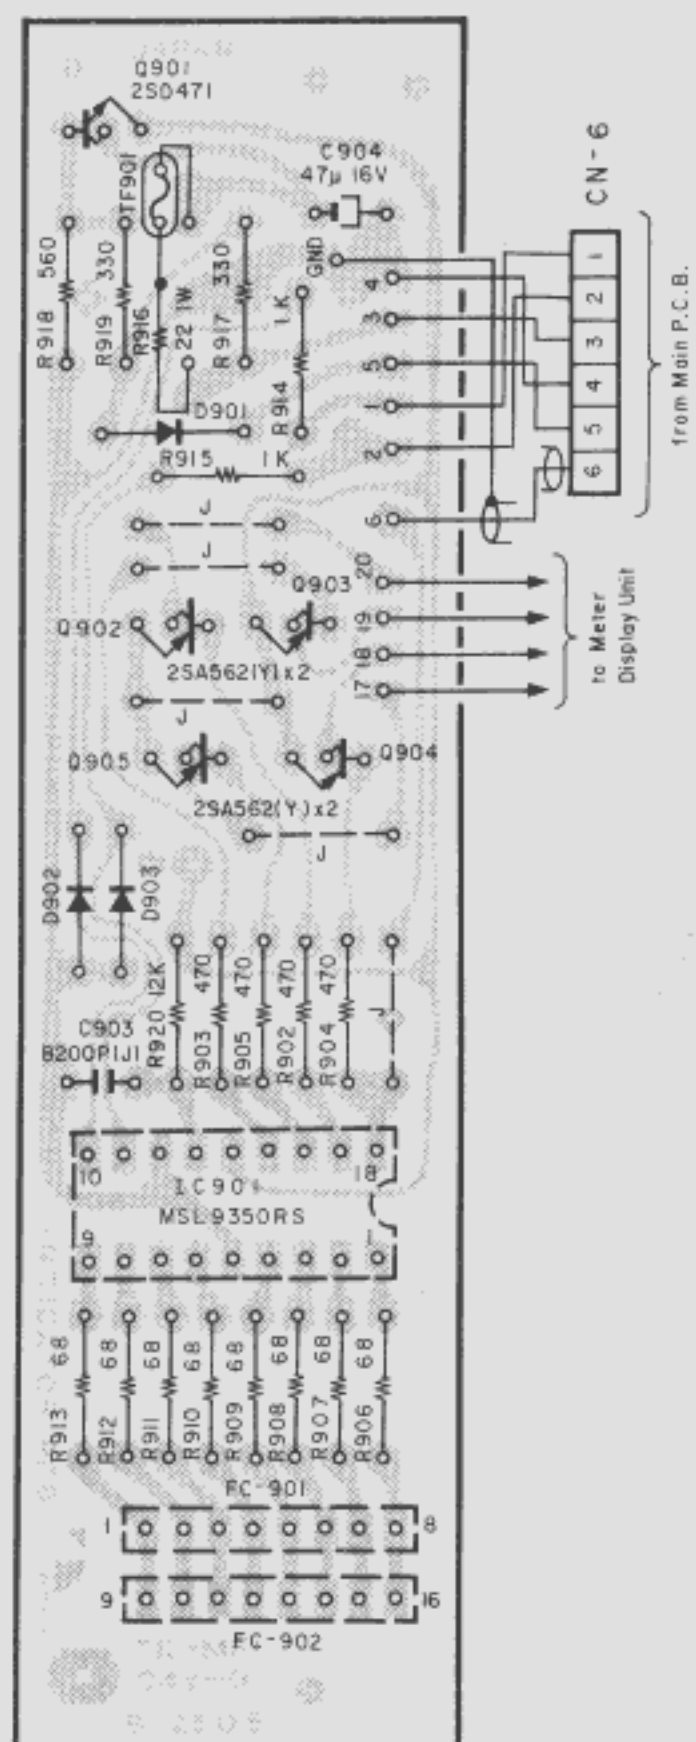 Q901
2SD471
C904
47µ 16V
CN-6
TF901
R918 560
R919 330
R916
22 1W
R917 330
R914 1K
GND
4
3
5
1
2
6
1
2
3
4
5
6
from Main P.C.B.
D901
R915 1K
J
J
Q903
Q902
2SA562(Y)x2
J
20
19
18
17
to Meter
Display Unit
Q905
Q904
2SA562(Y)x2
J
D902
D903
C903
8200P(J)
R920 12K
R903 470
R905 470
R902 470
R904 470
J
10
18
IC901
MSL9350RS
9
1
R913 68
R912 68
R911 68
R910 68
R909 68
R908 68
R907 68
R906 68
FC-901
1
8
9
16
FC-902